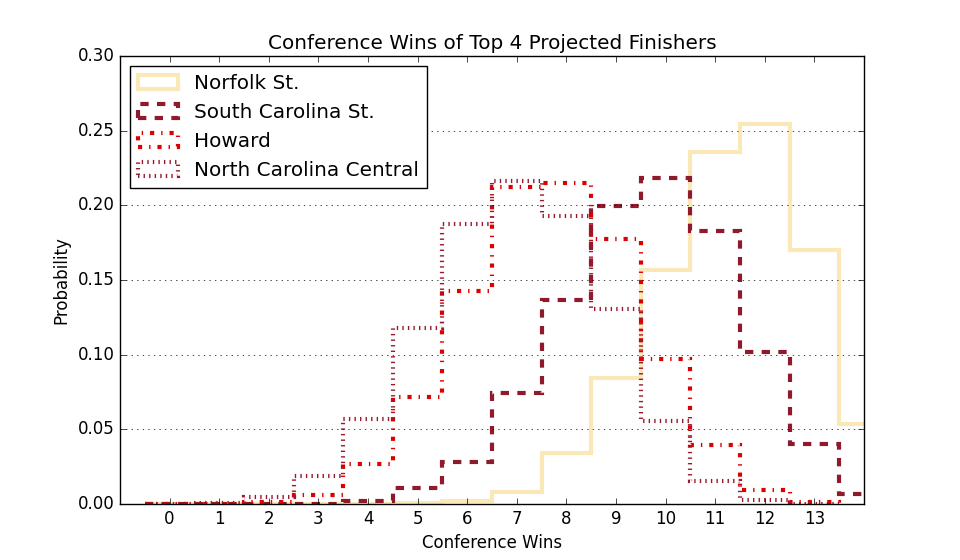 Conference Wins of Top 4 Projected Finishers
0.30
0.25
0.20
0.15
0.10
0.05
0.00
Probability
Norfolk St.
South Carolina St.
Howard
North Carolina Central
0 1 2 3 4 5 6 7 8 9 10 11 12 13
Conference Wins